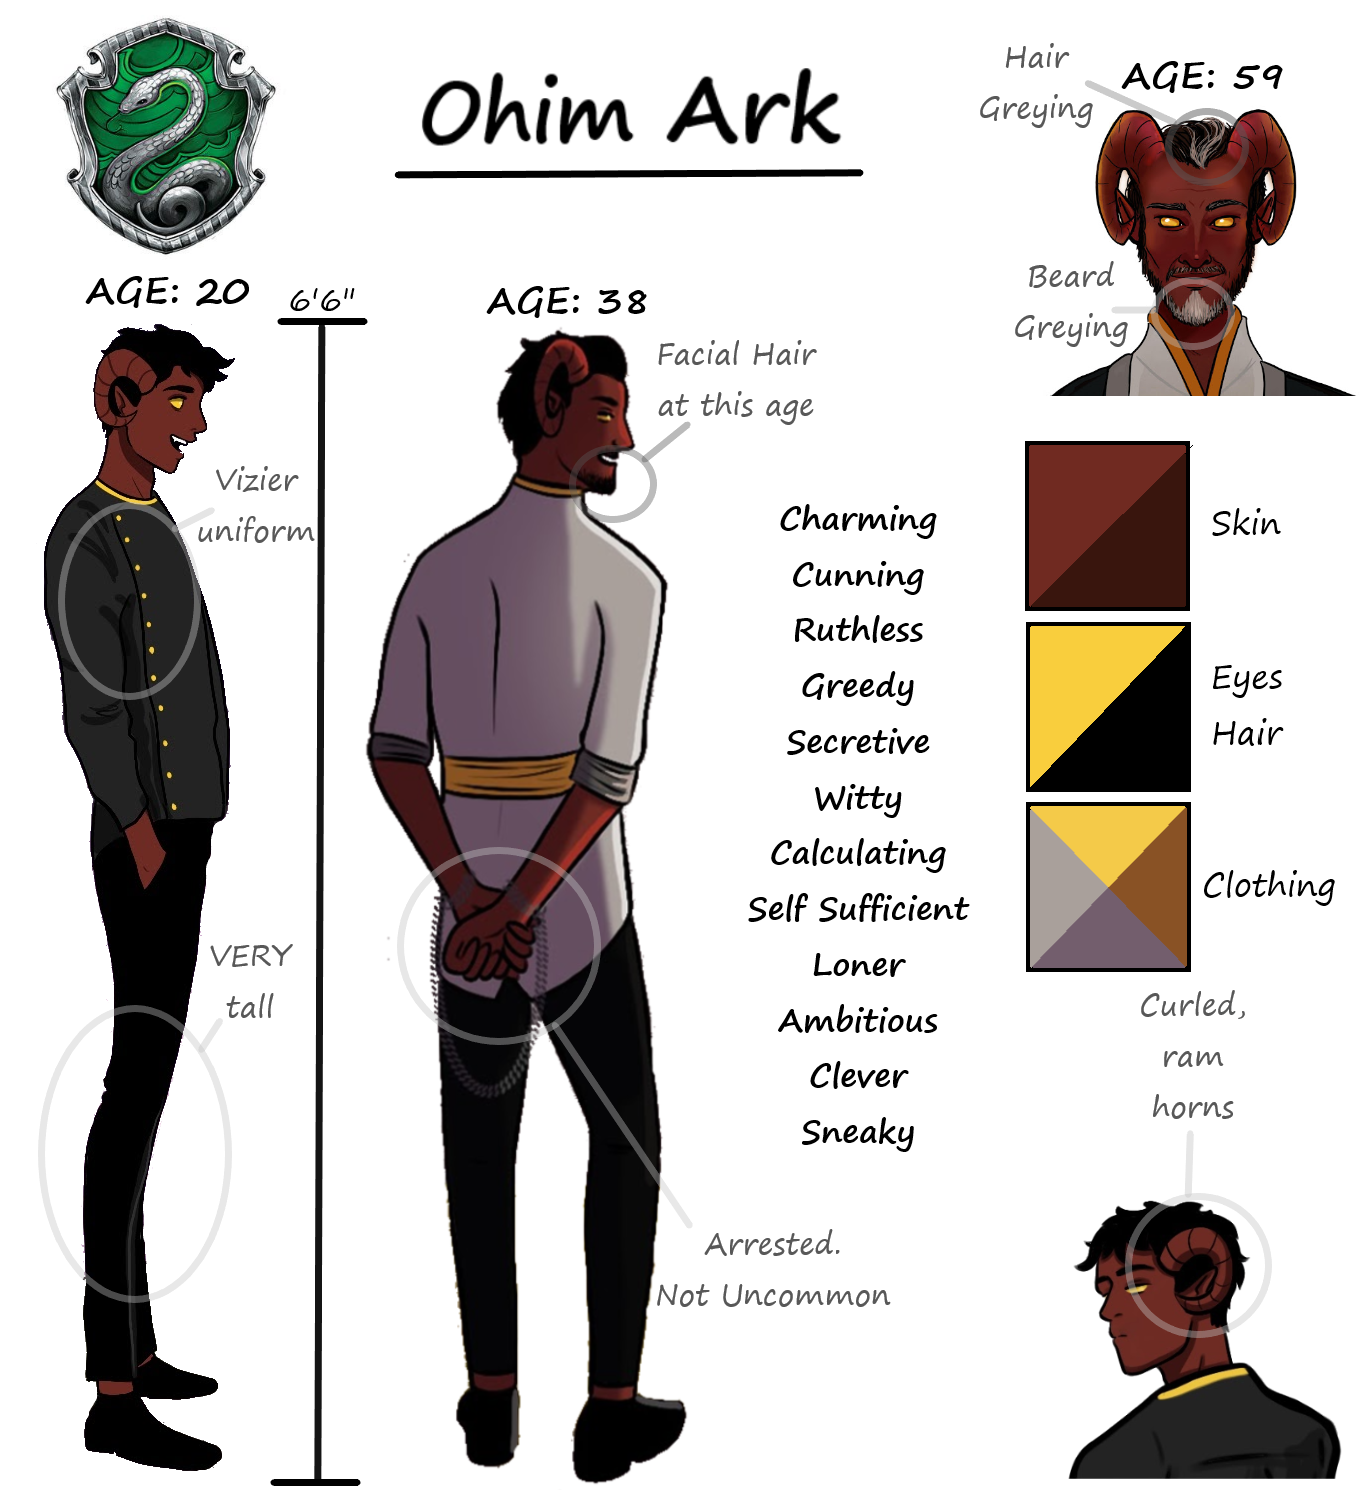 Ohim Ark
Hair
Greying
AGE: 59
Beard
Greying
AGE: 20
6'6"
AGE: 38
Facial Hair
at this age
Vizier
uniform
VERY
tall
Charming
Cunning
Ruthless
Greedy
Secretive
Witty
Calculating
Self Sufficient
Loner
Ambitious
Clever
Sneaky
Skin
Eyes
Hair
Clothing
Curled,
ram
horns
Arrested.
Not Uncommon